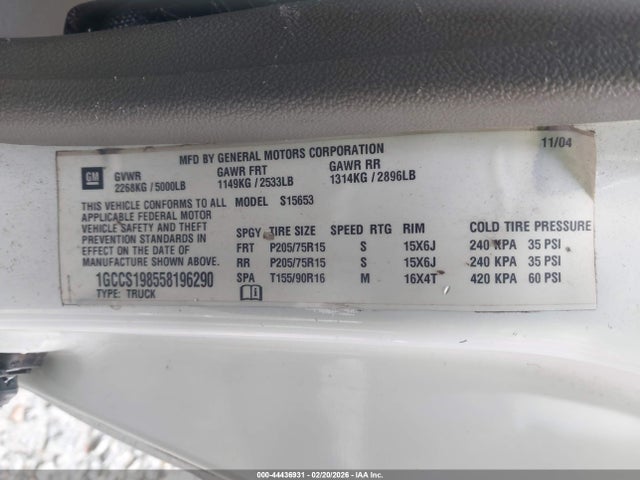 11/04
MFD BY GENERAL MOTORS CORPORATION
GM GVWR GAWR FRT GAWR RR
2268KG / 5000LB 1149KG / 2533LB 1314KG / 2896LB
THIS VEHICLE CONFORMS TO ALL
APPLICABLE FEDERAL MOTOR
VEHICLE SAFETY AND THEFT
PREVENTION STANDARDS IN
EFFECT ON THE DATE OF
MANUFACTURE SHOWN ABOVE.
1GCCS198558196290
TYPE: TRUCK
MODEL S15653
SPGY TIRE SIZE SPEED RTG RIM COLD TIRE PRESSURE
FRT P205/75R15 S 15X6J 240 KPA 35 PSI
RR P205/75R15 S 15X6J 240 KPA 35 PSI
SPA T155/90R16 M 16X4T 420 KPA 60 PSI
000-44436931 - 02/20/2026 - IAA, Inc.